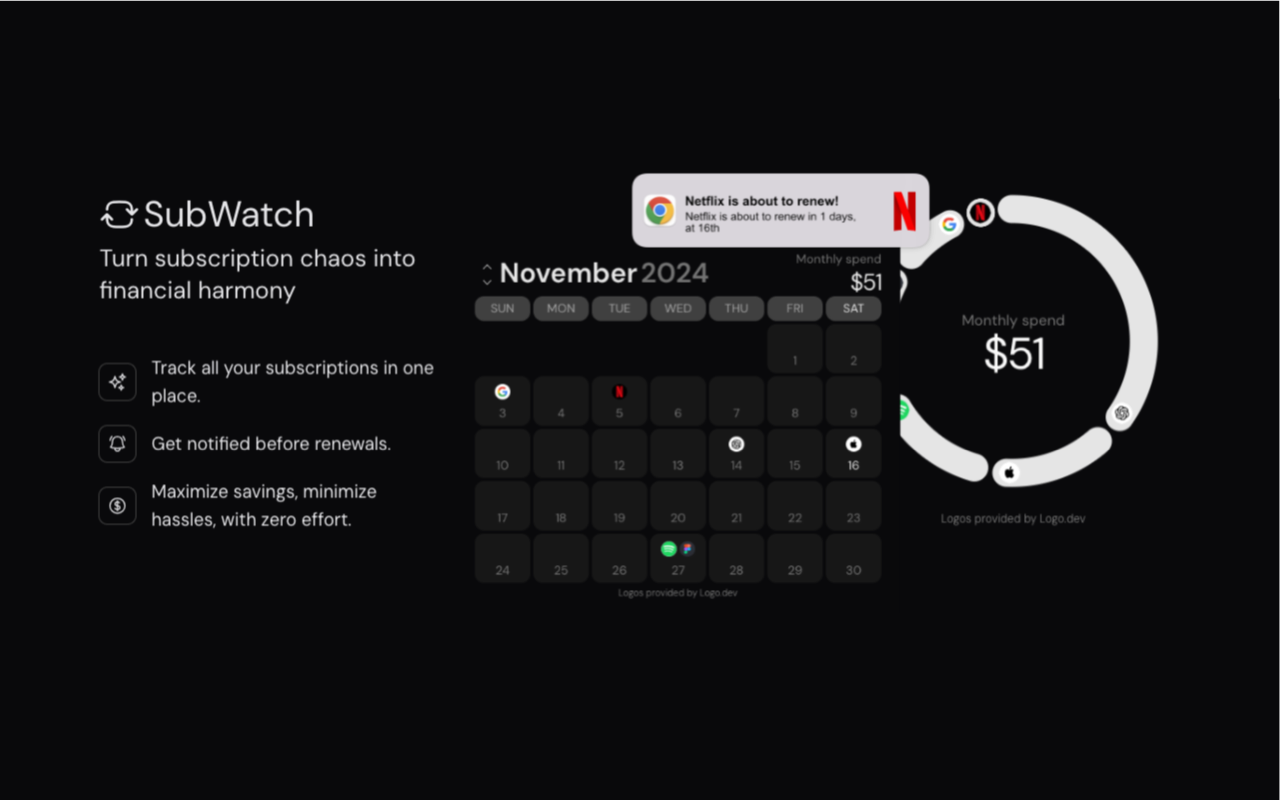 SubWatch
Turn subscription chaos into
financial harmony
Track all your subscriptions in one
place.
Get notified before renewals.
Maximize savings, minimize
hassles, with zero effort.
Netflix is about to renew!
Netflix is about to renew in 1 days,
at 16th
N
November 2024
Monthly spend
$51
SUN MON TUE WED THU FRI SAT
1 2
G N
3 4 5 6 7 8 9
10 11 12 13 14 15 16
17 18 19 20 21 22 23
24 25 26 27 28 29 30
Logos provided by Logo.dev
G N
Monthly spend
$51
Logos provided by Logo.dev